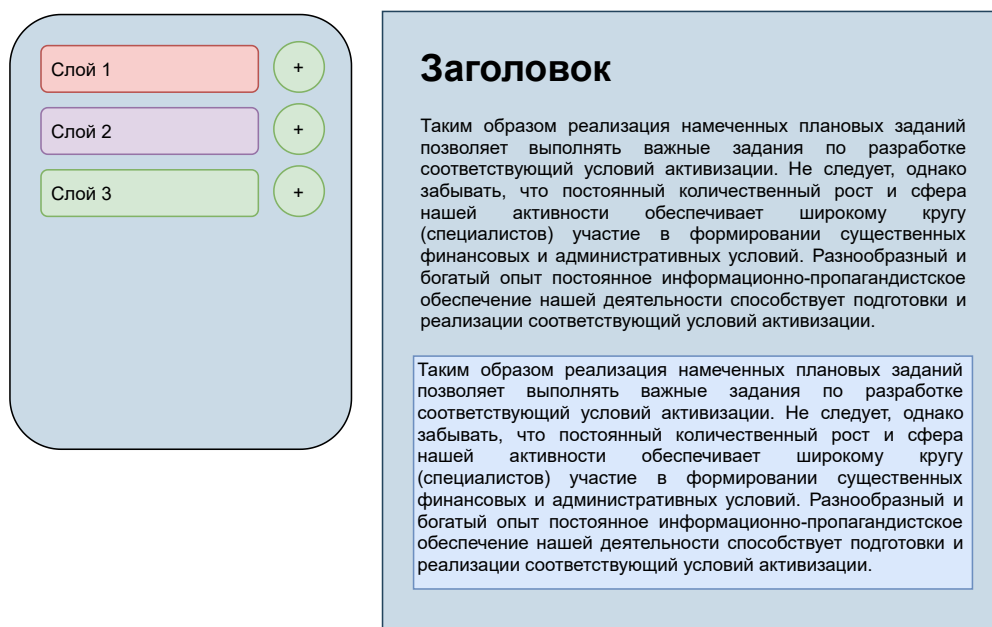 Слой 1
+
Слой 2
+
Слой 3
+
Заголовок
Таким образом реализация намеченных плановых заданий
позволяет выполнять важные задания по разработке
соответствующий условий активизации. Не следует, однако
забывать, что постоянный количественный рост и сфера
нашей активности обеспечивает широкому кругу
(специалистов) участие в формировании существенных
финансовых и административных условий. Разнообразный и
богатый опыт постоянное информационно-пропагандистское
обеспечение нашей деятельности способствует подготовки и
реализации соответствующий условий активизации.
Таким образом реализация намеченных плановых заданий
позволяет выполнять важные задания по разработке
соответствующий условий активизации. Не следует, однако
забывать, что постоянный количественный рост и сфера
нашей активности обеспечивает широкому кругу
(специалистов) участие в формировании существенных
финансовых и административных условий. Разнообразный и
богатый опыт постоянное информационно-пропагандистское
обеспечение нашей деятельности способствует подготовки и
реализации соответствующий условий активизации.